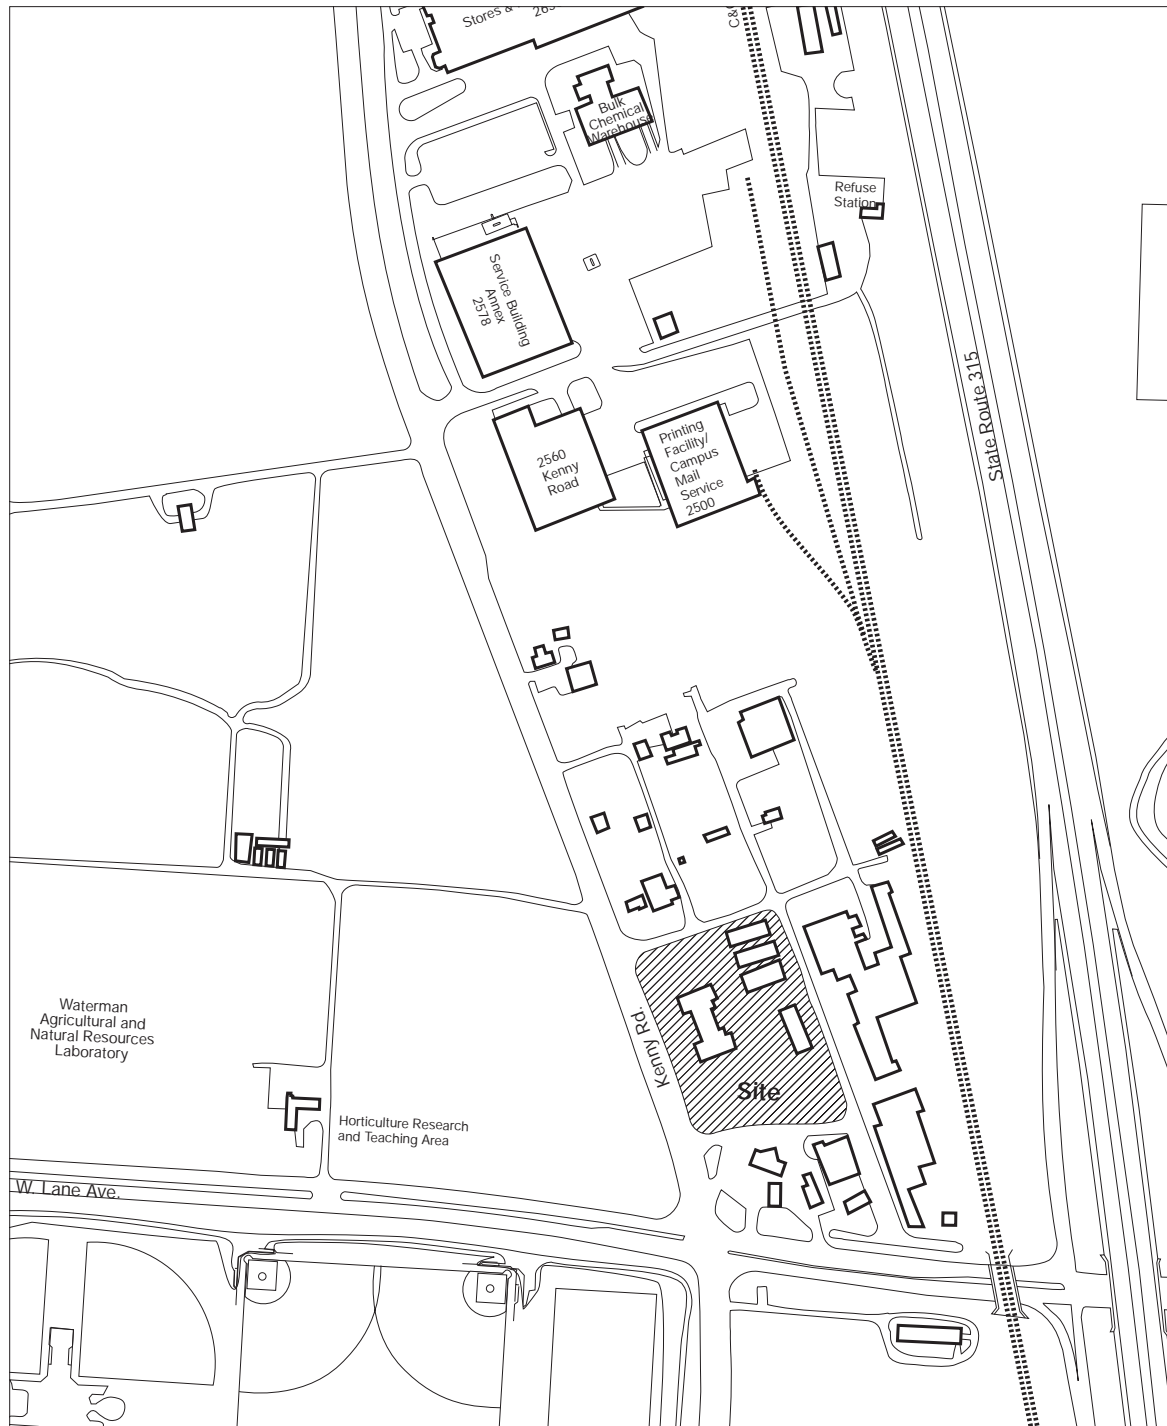 Stores &
C&
Bulk
Chemical
Warehouse
Refuse
Station
Service Building
Annex
2578
State Route 315
2560
Kenny
Road
Printing
Facility/
Campus
Mail
Service
2500
Waterman
Agricultural and
Natural Resources
Laboratory
Kenny Rd.
Site
Horticulture Research
and Teaching Area
W. Lane Ave.